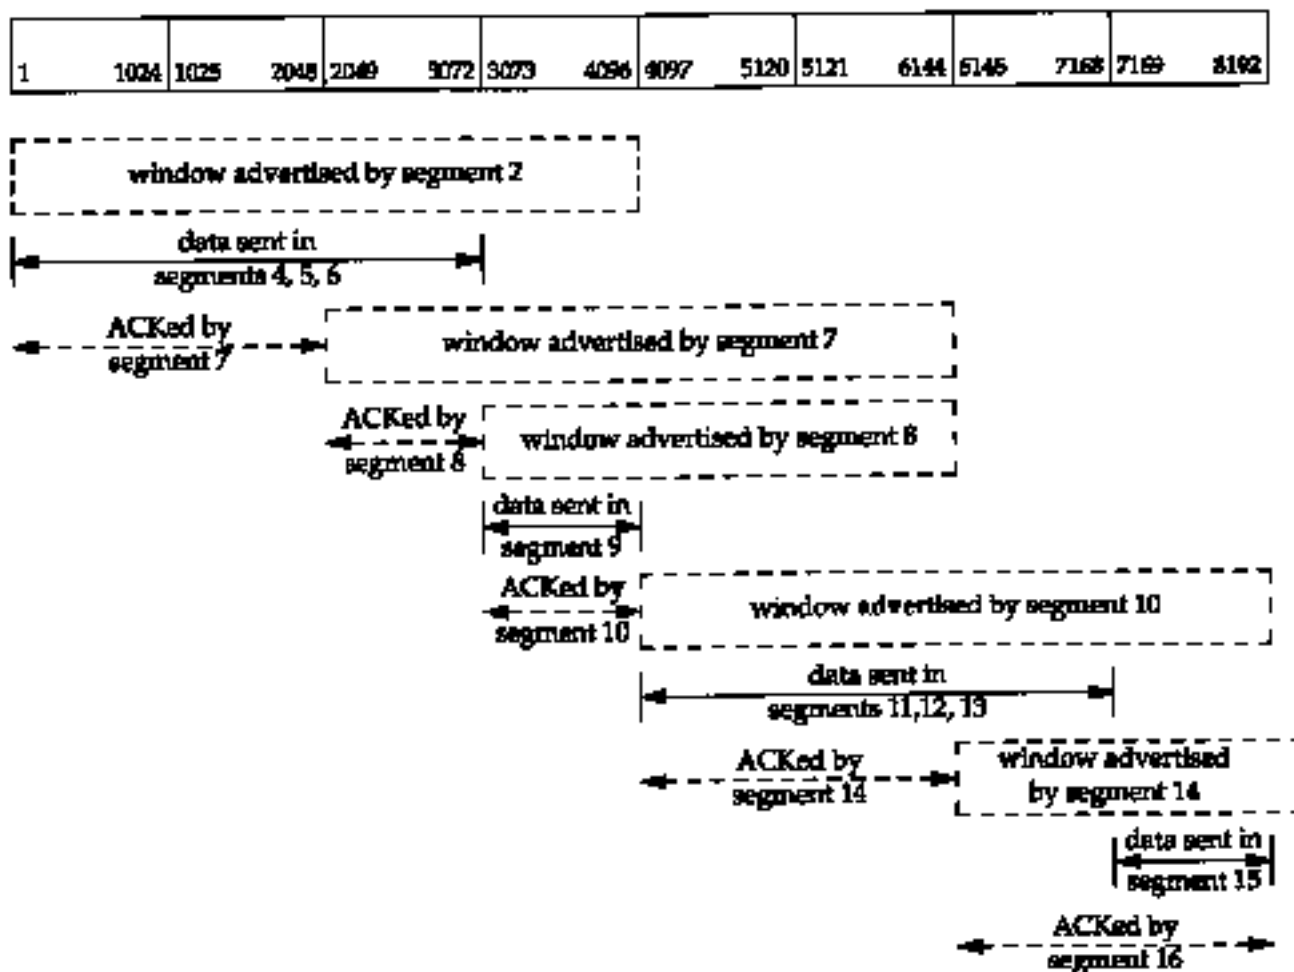 1 1024 1025 2048 2049 3072 3073 4096 4097 5120 5121 6144 6145 7168 7169 8192
window advertised by segment 2
data sent in
segments 4, 5, 6
ACKed by
segment 7
window advertised by segment 7
ACKed by
segment 8
window advertised by segment 8
data sent in
segment 9
ACKed by
segment 10
window advertised by segment 10
data sent in
segments 11,12, 13
ACKed by
segment 14
window advertised
by segment 14
data sent in
segment 15
ACKed by
segment 16